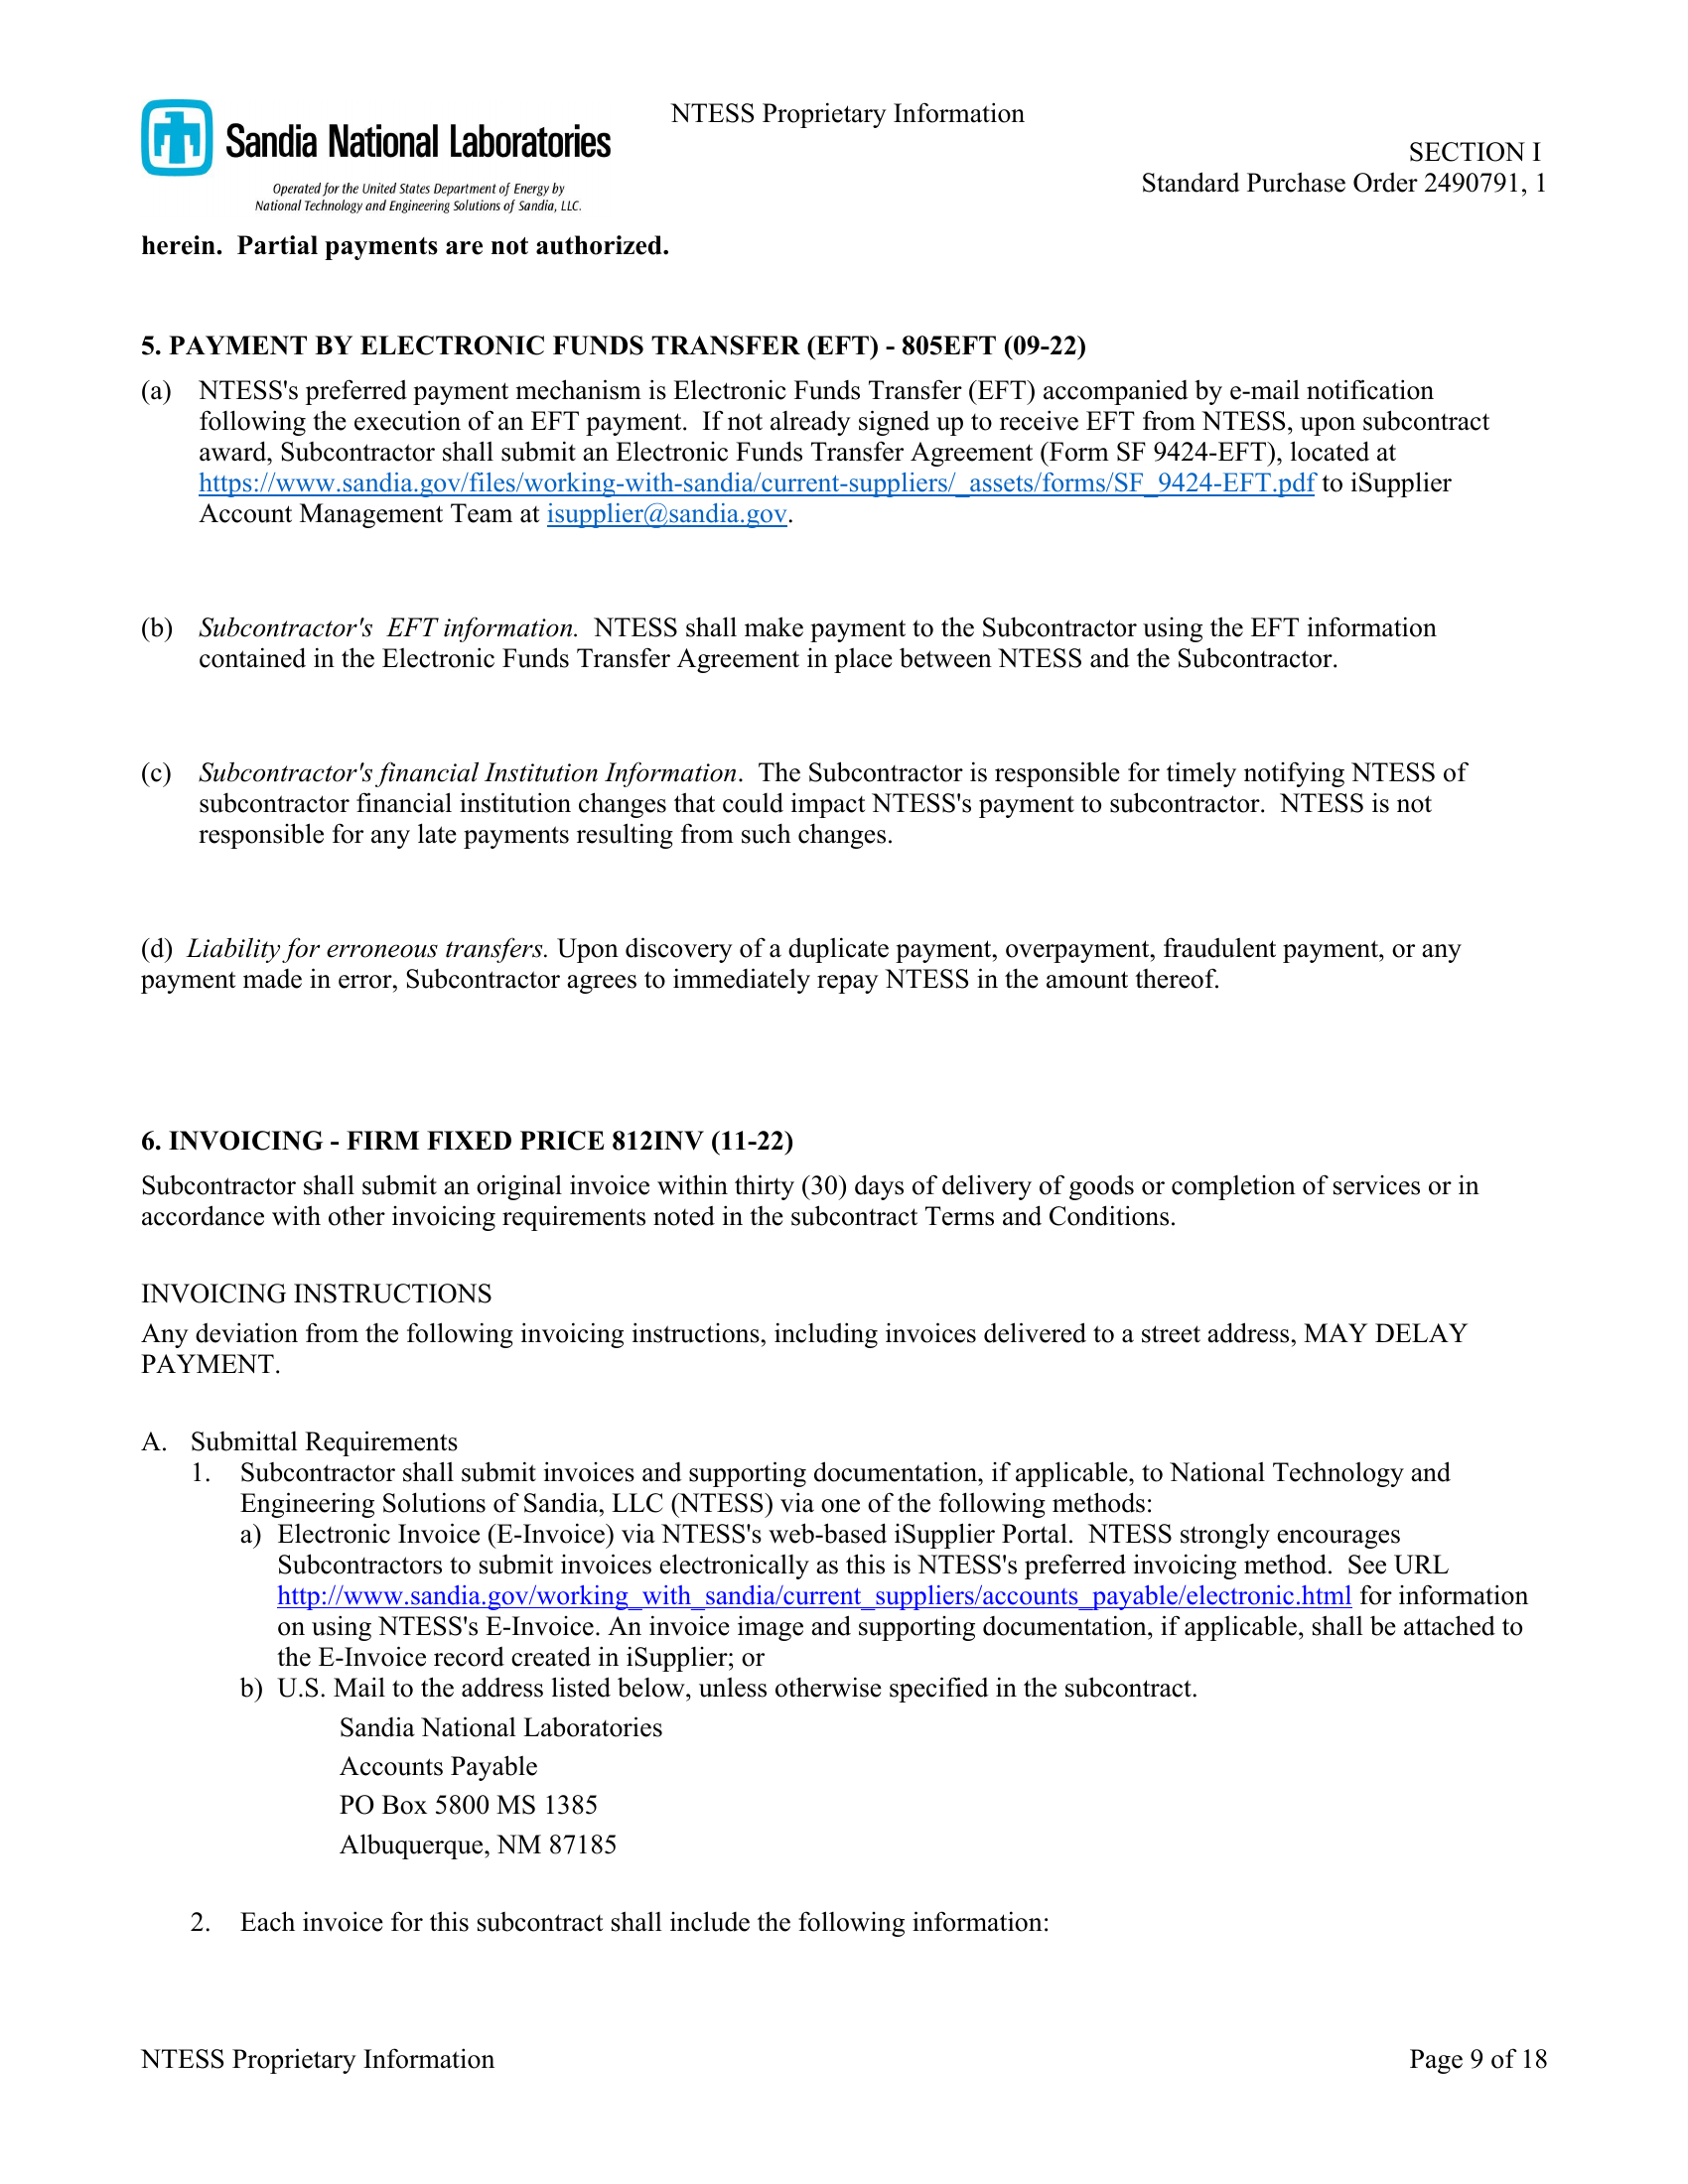 NTESS Proprietary Information
Sandia National Laboratories
Operated for the United States Department of Energy by
National Technology and Engineering Solutions of Sandia, LLC.
SECTION I
Standard Purchase Order 2490791, 1
herein.  Partial payments are not authorized.
5. PAYMENT BY ELECTRONIC FUNDS TRANSFER (EFT) - 805EFT (09-22)
(a) NTESS's preferred payment mechanism is Electronic Funds Transfer (EFT) accompanied by e-mail notification
following the execution of an EFT payment.  If not already signed up to receive EFT from NTESS, upon subcontract
award, Subcontractor shall submit an Electronic Funds Transfer Agreement (Form SF 9424-EFT), located at
https://www.sandia.gov/files/working-with-sandia/current-suppliers/_assets/forms/SF_9424-EFT.pdf to iSupplier
Account Management Team at isupplier@sandia.gov.
(b) Subcontractor's  EFT information.  NTESS shall make payment to the Subcontractor using the EFT information
contained in the Electronic Funds Transfer Agreement in place between NTESS and the Subcontractor.
(c) Subcontractor's financial Institution Information.  The Subcontractor is responsible for timely notifying NTESS of
subcontractor financial institution changes that could impact NTESS's payment to subcontractor.  NTESS is not
responsible for any late payments resulting from such changes.
(d) Liability for erroneous transfers. Upon discovery of a duplicate payment, overpayment, fraudulent payment, or any
payment made in error, Subcontractor agrees to immediately repay NTESS in the amount thereof.
6. INVOICING - FIRM FIXED PRICE 812INV (11-22)
Subcontractor shall submit an original invoice within thirty (30) days of delivery of goods or completion of services or in
accordance with other invoicing requirements noted in the subcontract Terms and Conditions.
INVOICING INSTRUCTIONS
Any deviation from the following invoicing instructions, including invoices delivered to a street address, MAY DELAY
PAYMENT.
A. Submittal Requirements
1. Subcontractor shall submit invoices and supporting documentation, if applicable, to National Technology and
Engineering Solutions of Sandia, LLC (NTESS) via one of the following methods:
a) Electronic Invoice (E-Invoice) via NTESS's web-based iSupplier Portal.  NTESS strongly encourages
Subcontractors to submit invoices electronically as this is NTESS's preferred invoicing method.  See URL
http://www.sandia.gov/working_with_sandia/current_suppliers/accounts_payable/electronic.html for information
on using NTESS's E-Invoice. An invoice image and supporting documentation, if applicable, shall be attached to
the E-Invoice record created in iSupplier; or
b) U.S. Mail to the address listed below, unless otherwise specified in the subcontract.
Sandia National Laboratories
Accounts Payable
PO Box 5800 MS 1385
Albuquerque, NM 87185
2. Each invoice for this subcontract shall include the following information:
NTESS Proprietary Information
Page 9 of 18